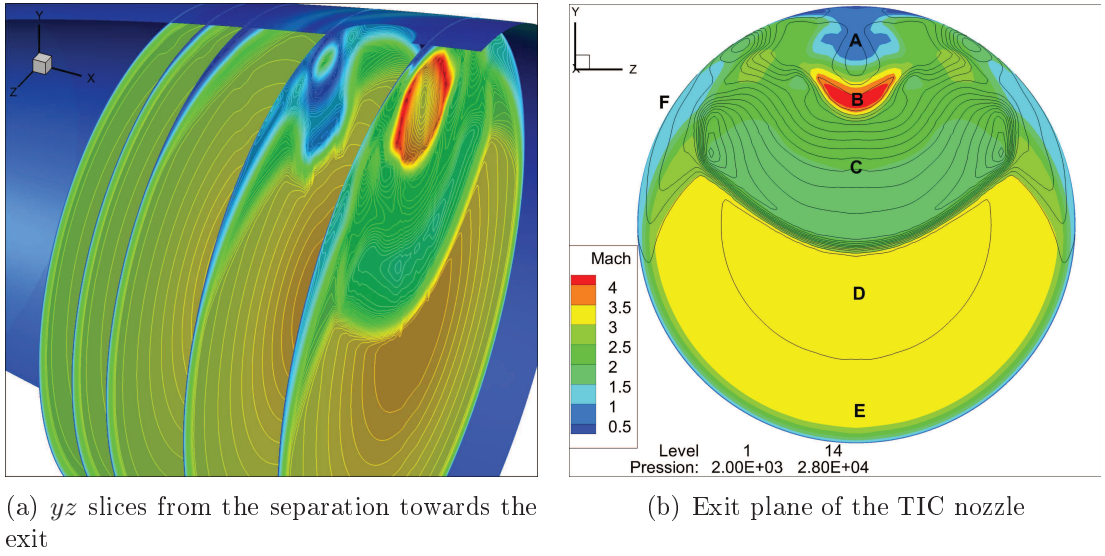 Y
X
Z
Y
X
Z
A
B
F
C
D
E
Mach
4
3.5
3
2.5
2
1.5
1
0.5
Level 1 14
Pression: 2.00E+03 2.80E+04
(a) yz slices from the separation towards the
exit
(b) Exit plane of the TIC nozzle